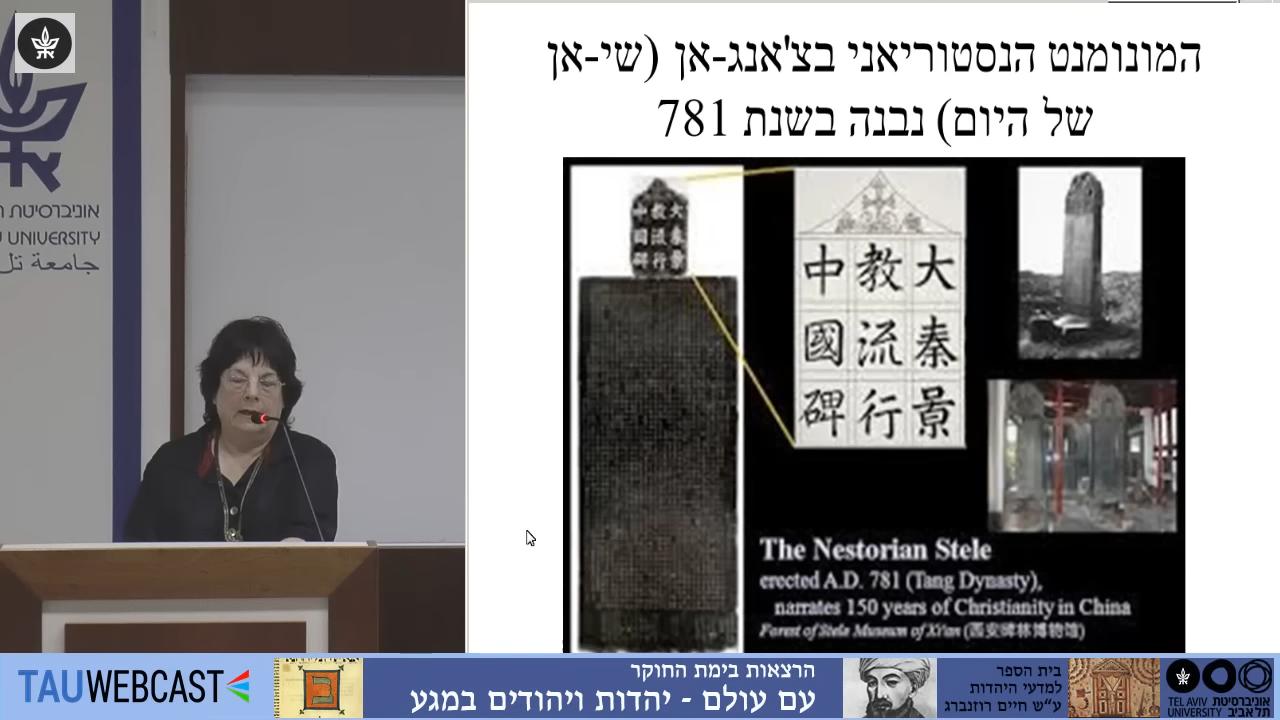 המונומנט הנסטוריאני בצ'אנג-אן (שי-אן
של היום) נבנה בשנת 781
大秦景
教流行
中國碑
The Nestorian Stele
erected A.D. 781 (Tang Dynasty),
narrates 150 years of Christianity in China
Forest of Stele Museum of Xi'an (西安碑林博物馆)
אוניברסיטת
UNIVERSITY
جامعة تل
TAUWEBCAST
הרצאות בימת החוקר
עם עולם - יהדות ויהודים במגע
בית הספר
למדעי היהדות
ע"ש חיים רוזנברג
TEL AVIV אוניברסיטת
UNIVERSITY תל אביב